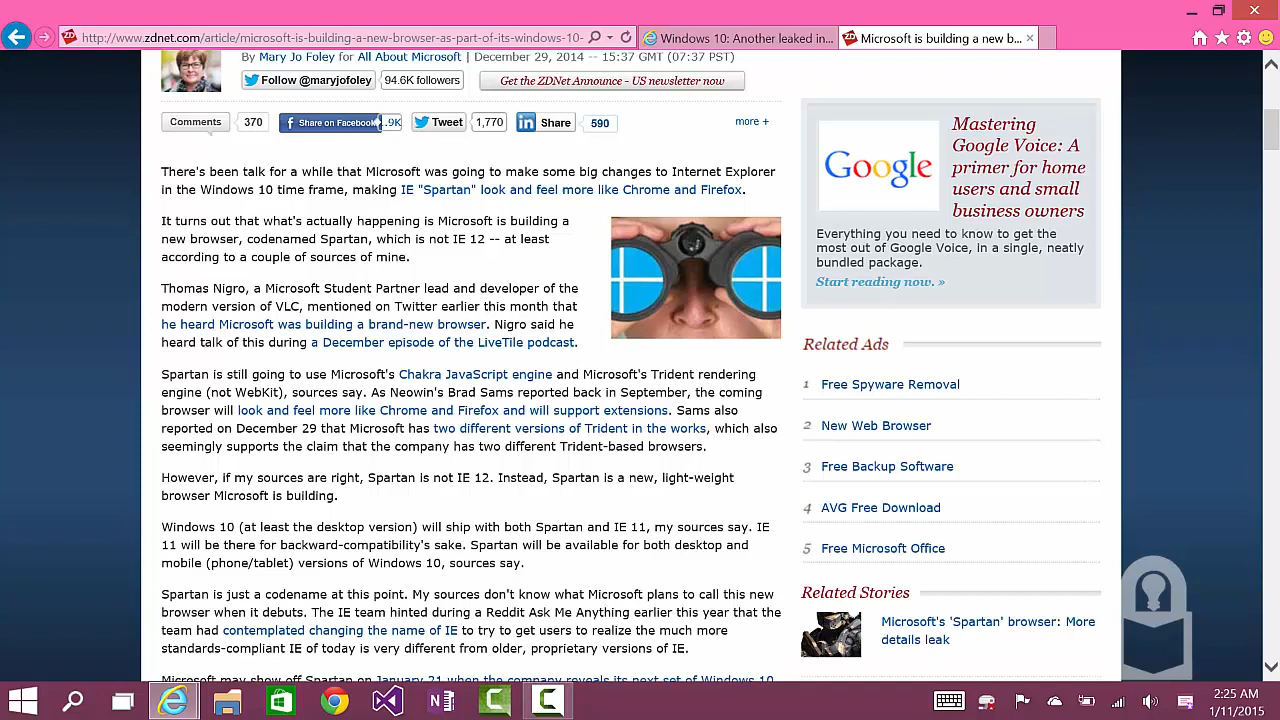 http://www.zdnet.com/article/microsoft-is-building-a-new-browser-as-part-of-its-windows-10-
Windows 10: Another leaked in...
Microsoft is building a new b...
By Mary Jo Foley for All About Microsoft | December 29, 2014 -- 15:37 GMT (07:37 PST)
Follow @maryjofoley
94.6K followers
Get the ZDNet Announce - US newsletter now
Comments
370
Share on Facebook
.9K
Tweet
1,770
in Share
590
more +
There's been talk for a while that Microsoft was going to make some big changes to Internet Explorer
in the Windows 10 time frame, making IE "Spartan" look and feel more like Chrome and Firefox.
It turns out that what's actually happening is Microsoft is building a
new browser, codenamed Spartan, which is not IE 12 -- at least
according to a couple of sources of mine.
Thomas Nigro, a Microsoft Student Partner lead and developer of the
modern version of VLC, mentioned on Twitter earlier this month that
he heard Microsoft was building a brand-new browser. Nigro said he
heard talk of this during a December episode of the LiveTile podcast.
Spartan is still going to use Microsoft's Chakra JavaScript engine and Microsoft's Trident rendering
engine (not WebKit), sources say. As Neowin's Brad Sams reported back in September, the coming
browser will look and feel more like Chrome and Firefox and will support extensions. Sams also
reported on December 29 that Microsoft has two different versions of Trident in the works, which also
seemingly supports the claim that the company has two different Trident-based browsers.
However, if my sources are right, Spartan is not IE 12. Instead, Spartan is a new, light-weight
browser Microsoft is building.
Windows 10 (at least the desktop version) will ship with both Spartan and IE 11, my sources say. IE
11 will be there for backward-compatibility's sake. Spartan will be available for both desktop and
mobile (phone/tablet) versions of Windows 10, sources say.
Spartan is just a codename at this point. My sources don't know what Microsoft plans to call this new
browser when it debuts. The IE team hinted during a Reddit Ask Me Anything earlier this year that the
team had contemplated changing the name of IE to try to get users to realize the much more
standards-compliant IE of today is very different from older, proprietary versions of IE.
Microsoft may show off Spartan on January 21 when the company reveals its next set of Windows 10
Google
Mastering
Google Voice: A
primer for home
users and small
business owners
Everything you need to know to get the
most out of Google Voice, in a single, neatly
bundled package.
Start reading now. »
Related Ads
1 Free Spyware Removal
2 New Web Browser
3 Free Backup Software
4 AVG Free Download
5 Free Microsoft Office
Related Stories
Microsoft's 'Spartan' browser: More
details leak
2:25 AM
1/11/2015